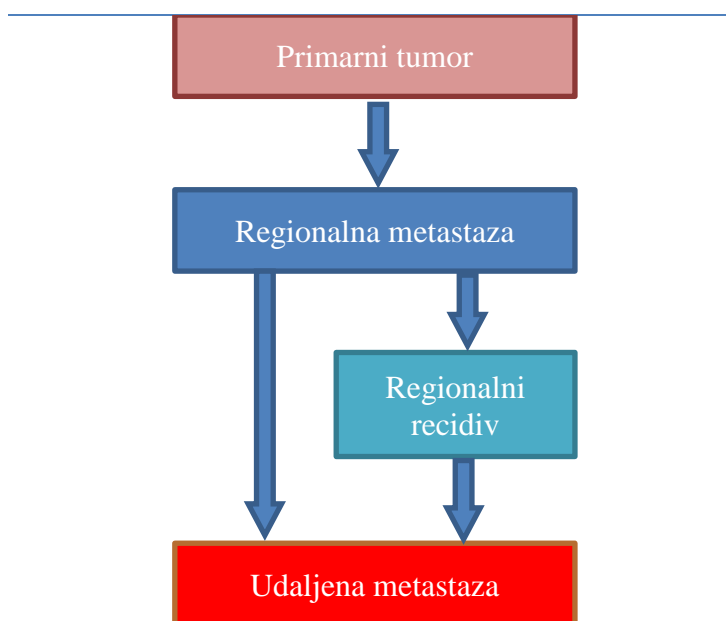 Primarni tumor
Regionalna metastaza
Regionalni
recidiv
Udaljena metastaza